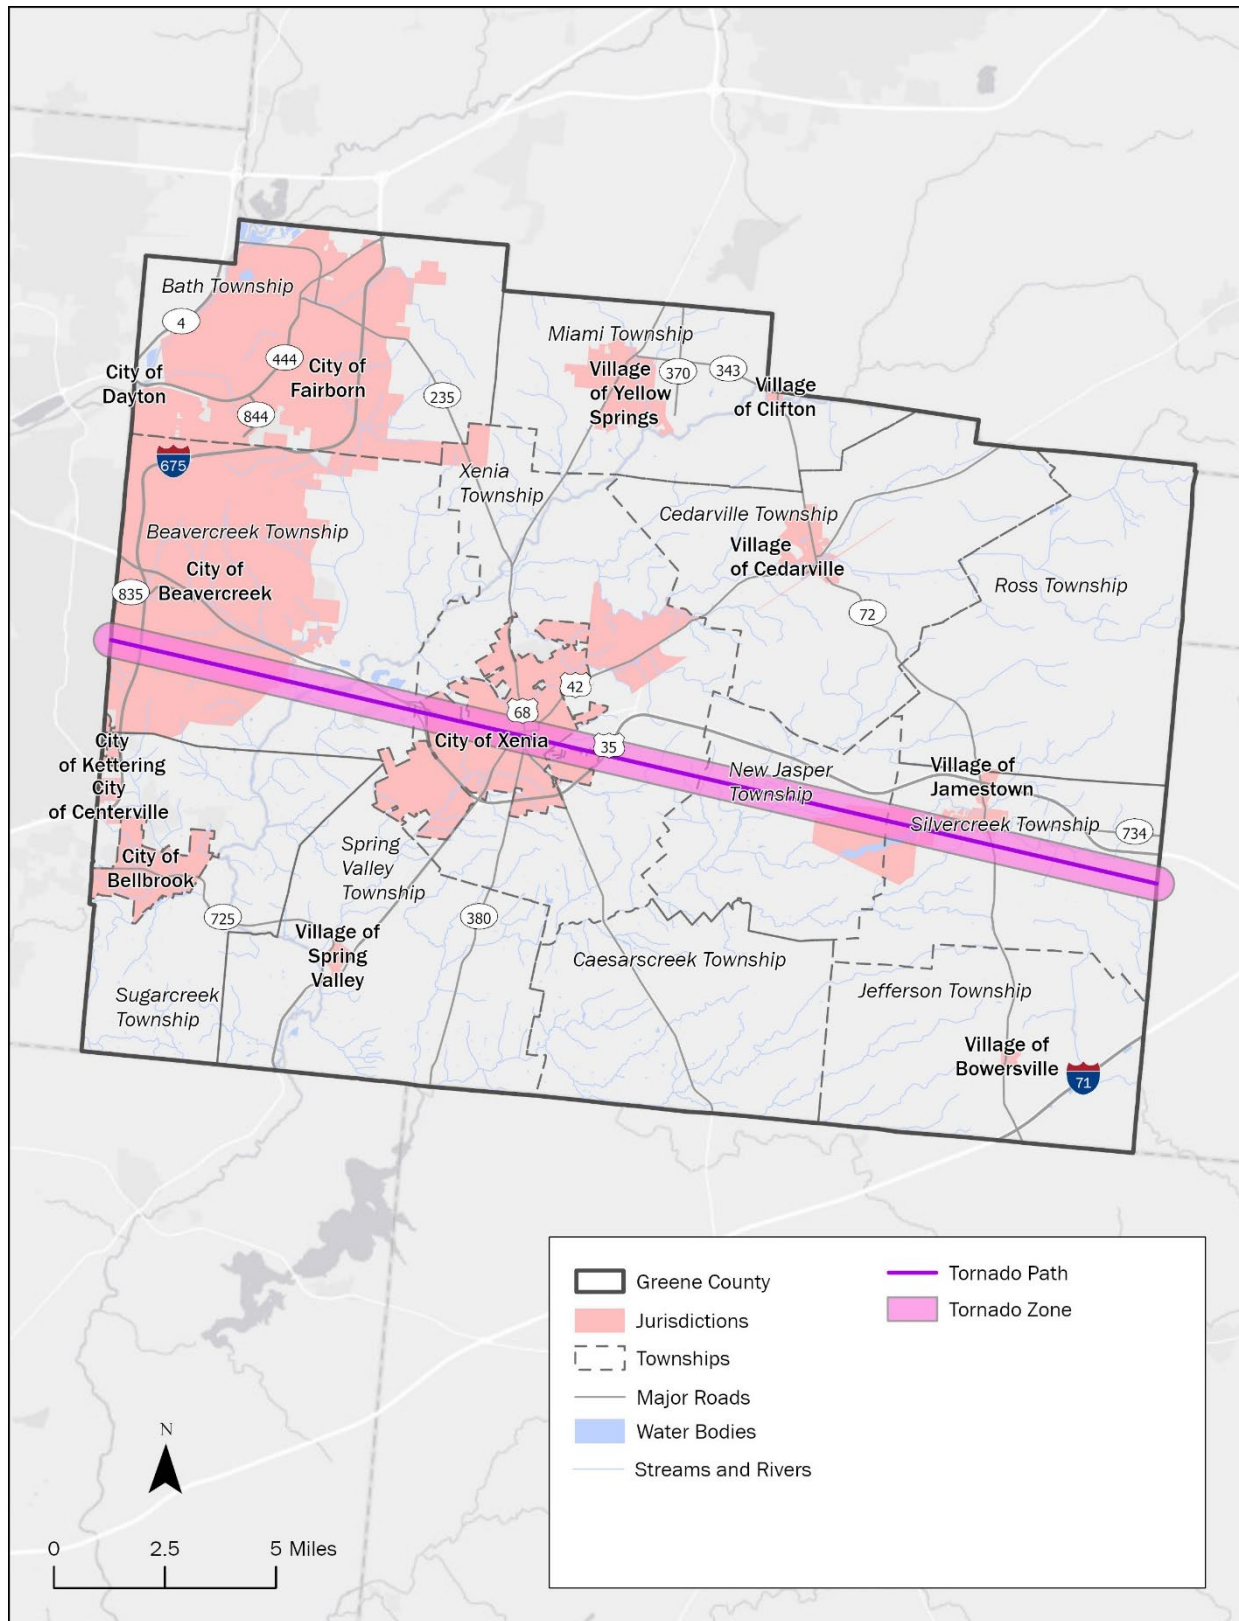 Bath Township
4
Miami Township
444
City of
Fairborn
Village
of Yellow
Springs
370
343
City of
Dayton
Village
of Clifton
844
235
675
Xenia
Township
Cedarville Township
Beavercreek Township
Village
of Cedarville
City of
Beavercreek
835
Ross Township
72
42
68
City of Xenia
35
City
of Kettering
City
of Centerville
New Jasper
Township
Village of
Jamestown
Silvercreek Township
734
City of
Bellbrook
Spring
Valley
Township
725
380
Village of
Spring
Valley
Caesarscreek Township
Jefferson Township
Sugarcreek
Township
Village of
Bowersville
71
Greene County
Jurisdictions
Townships
Major Roads
Water Bodies
Streams and Rivers
Tornado Path
Tornado Zone
N
0 2.5 5 Miles